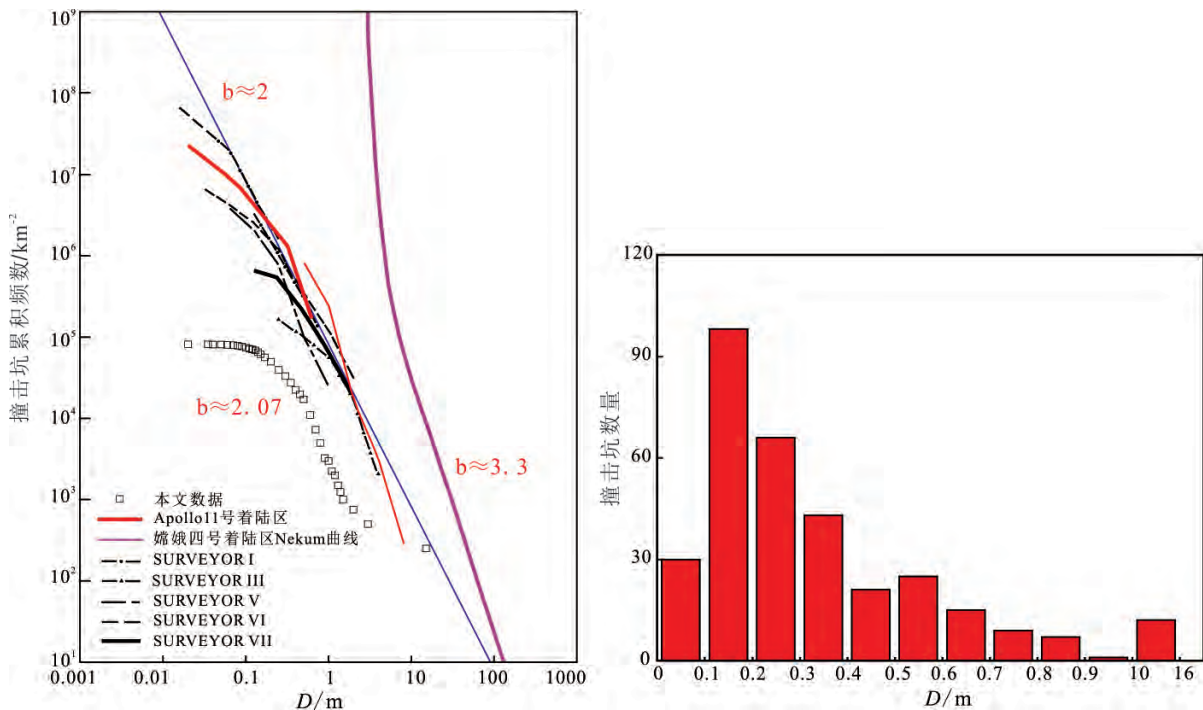 10⁹
10⁸
10⁷
10⁶
10⁵
10⁴
10³
10²
10¹
撞击坑累积频数/km⁻²
b≈2
b≈2.07
b≈3.3
本文数据
Apollo11号着陆区
嫦娥四号着陆区Nekum曲线
SURVEYOR I
SURVEYOR III
SURVEYOR V
SURVEYOR VI
SURVEYOR VII
0.001 0.01 0.1 1 10 100 1000
D/m
120
90
60
30
0
撞击坑数量
0 0.1 0.2 0.3 0.4 0.5 0.6 0.7 0.8 0.9 10 16
D/m